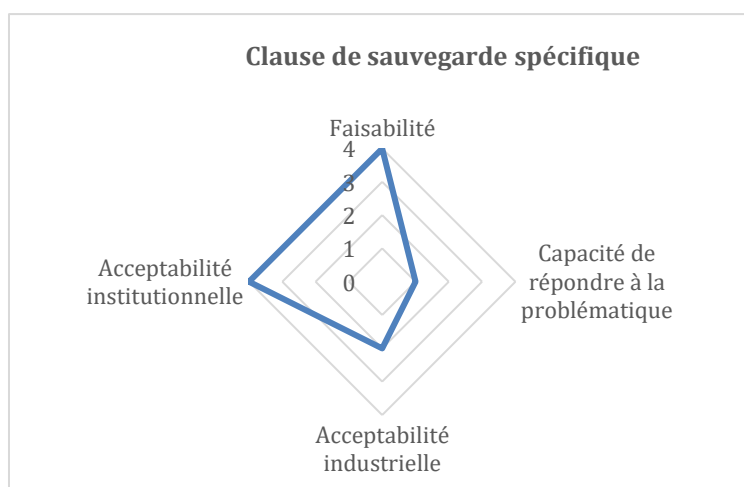 Clause de sauvegarde spécifique
Faisabilité
4
3
2
1
0
Capacité de
répondre à la
problématique
Acceptabilité
institutionnelle
Acceptabilité
industrielle